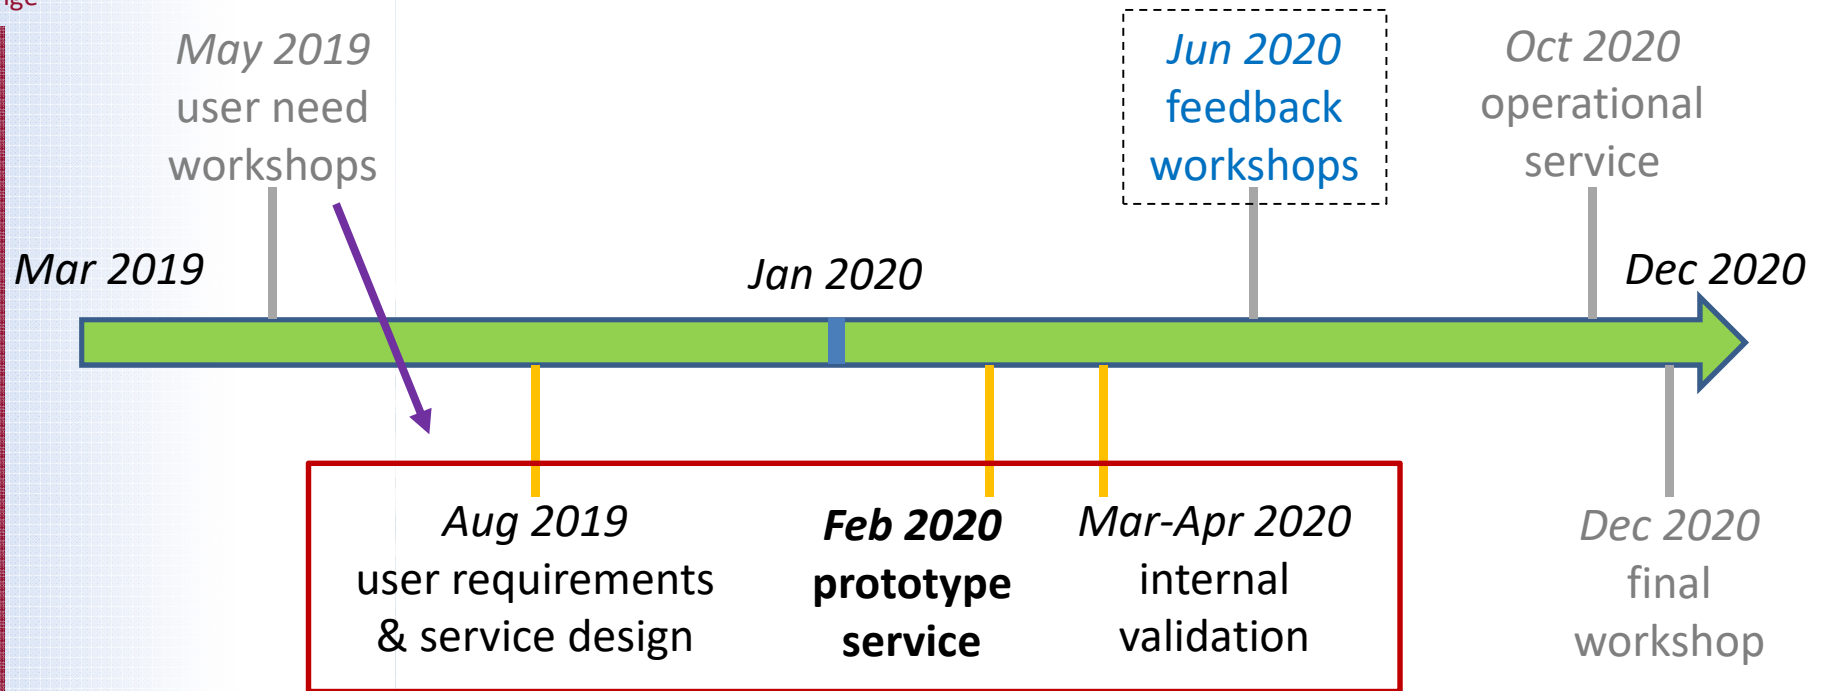 May 2019
user need
workshops
Jun 2020
feedback
workshops
Oct 2020
operational
service
Mar 2019
Jan 2020
Dec 2020
Aug 2019
user requirements
& service design
Feb 2020
prototype
service
Mar-Apr 2020
internal
validation
Dec 2020
final
workshop